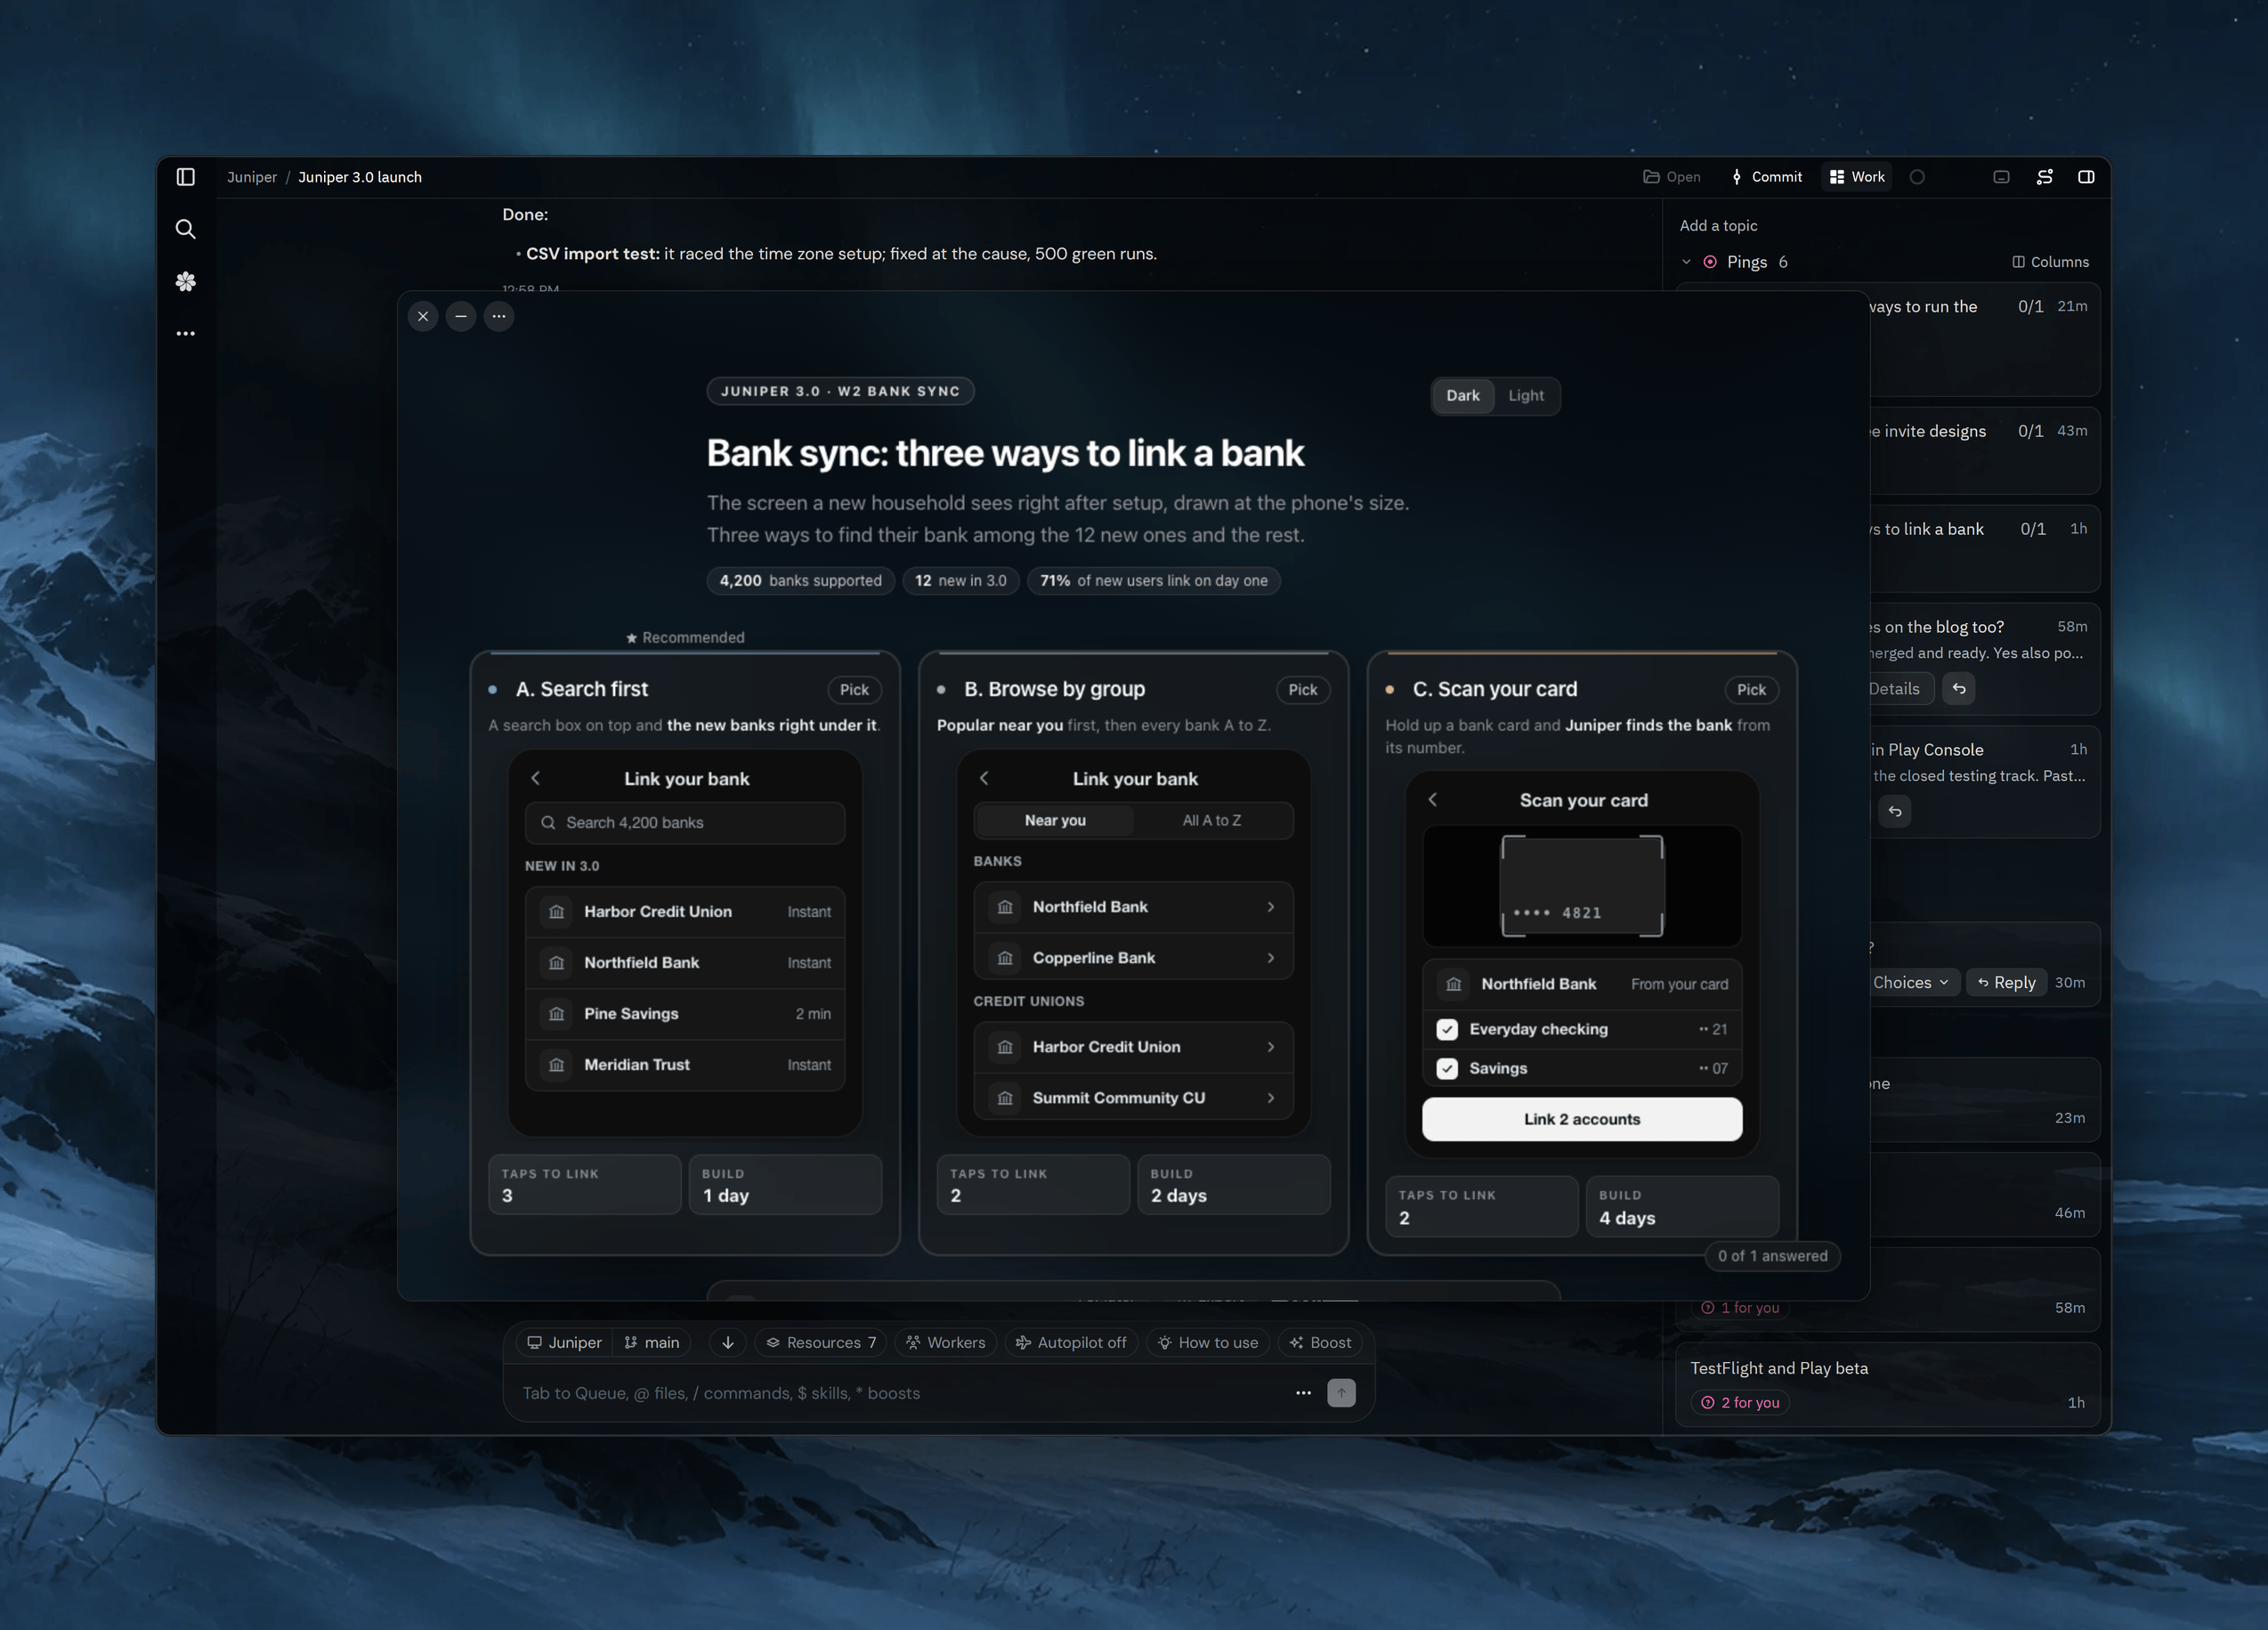 Juniper / Juniper 3.0 launch
Open
Commit
Work
Done:
• CSV import test: it raced the time zone setup; fixed at the cause, 500 green runs.
12:58 PM
Add a topic
Pings 6
Columns
ways to run the 0/1 21m
invite designs 0/1 43m
to link a bank 0/1 1h
on the blog too? 58m
merged and ready. Yes also po...
Details
in Play Console 1h
the closed testing track. Past...
?
Choices
Reply 30m
23m
46m
1 for you 58m
TestFlight and Play beta
2 for you 1h
JUNIPER 3.0 · W2 BANK SYNC
Dark Light
Bank sync: three ways to link a bank
The screen a new household sees right after setup, drawn at the phone's size.
Three ways to find their bank among the 12 new ones and the rest.
4,200 banks supported
12 new in 3.0
71% of new users link on day one
★ Recommended
A. Search first
Pick
A search box on top and the new banks right under it.
Link your bank
Search 4,200 banks
NEW IN 3.0
Harbor Credit Union Instant
Northfield Bank Instant
Pine Savings 2 min
Meridian Trust Instant
TAPS TO LINK
3
BUILD
1 day
B. Browse by group
Pick
Popular near you first, then every bank A to Z.
Link your bank
Near you All A to Z
BANKS
Northfield Bank
Copperline Bank
CREDIT UNIONS
Harbor Credit Union
Summit Community CU
TAPS TO LINK
2
BUILD
2 days
C. Scan your card
Pick
Hold up a bank card and Juniper finds the bank from
its number.
Scan your card
•••• 4821
Northfield Bank From your card
Everyday checking •• 21
Savings •• 07
Link 2 accounts
TAPS TO LINK
2
BUILD
4 days
0 of 1 answered
Juniper
main
Resources 7
Workers
Autopilot off
How to use
Boost
Tab to Queue, @ files, / commands, $ skills, * boosts